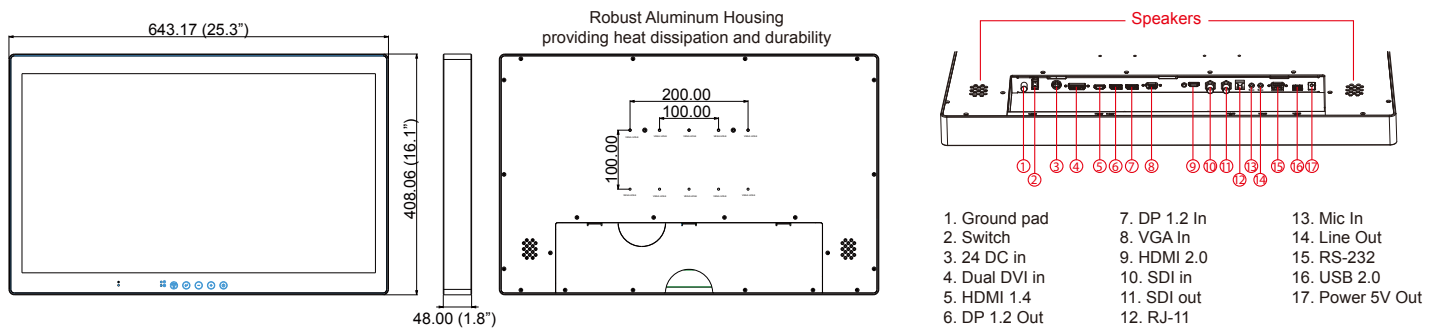 643.17 (25.3”)
408.06 (16.1”)
48.00 (1.8”)
Robust Aluminum Housing
providing heat dissipation and durability
200.00
100.00
100.00
Speakers
1
2
3
4
5
6
7
8
9
10
11
12
13
14
15
16
17
1. Ground pad
2. Switch
3. 24 DC in
4. Dual DVI in
5. HDMI 1.4
6. DP 1.2 Out
7. DP 1.2 In
8. VGA In
9. HDMI 2.0
10. SDI in
11. SDI out
12. RJ-11
13. Mic In
14. Line Out
15. RS-232
16. USB 2.0
17. Power 5V Out